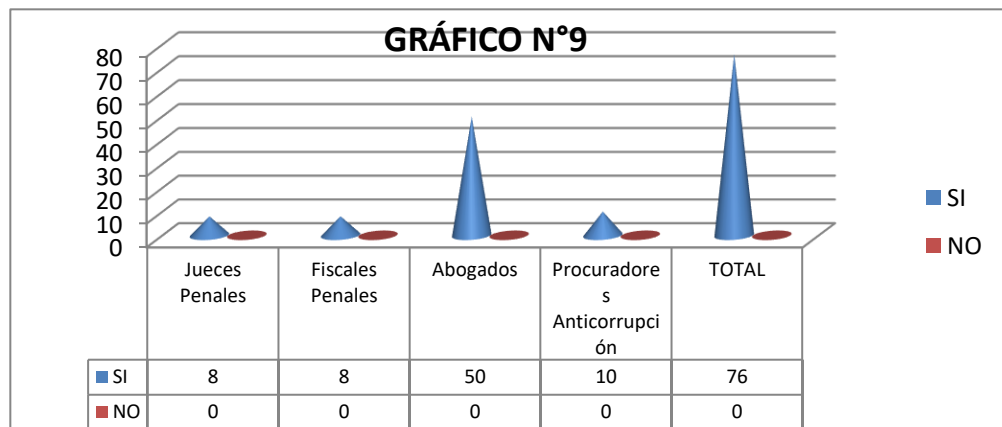 GRÁFICO N°9
80
70
60
50
40
30
20
10
0
Jueces
Penales
Fiscales
Penales
Abogados
Procuradore
s
Anticorrupci
ón
TOTAL
SI 8 8 50 10 76
NO 0 0 0 0 0
SI
NO